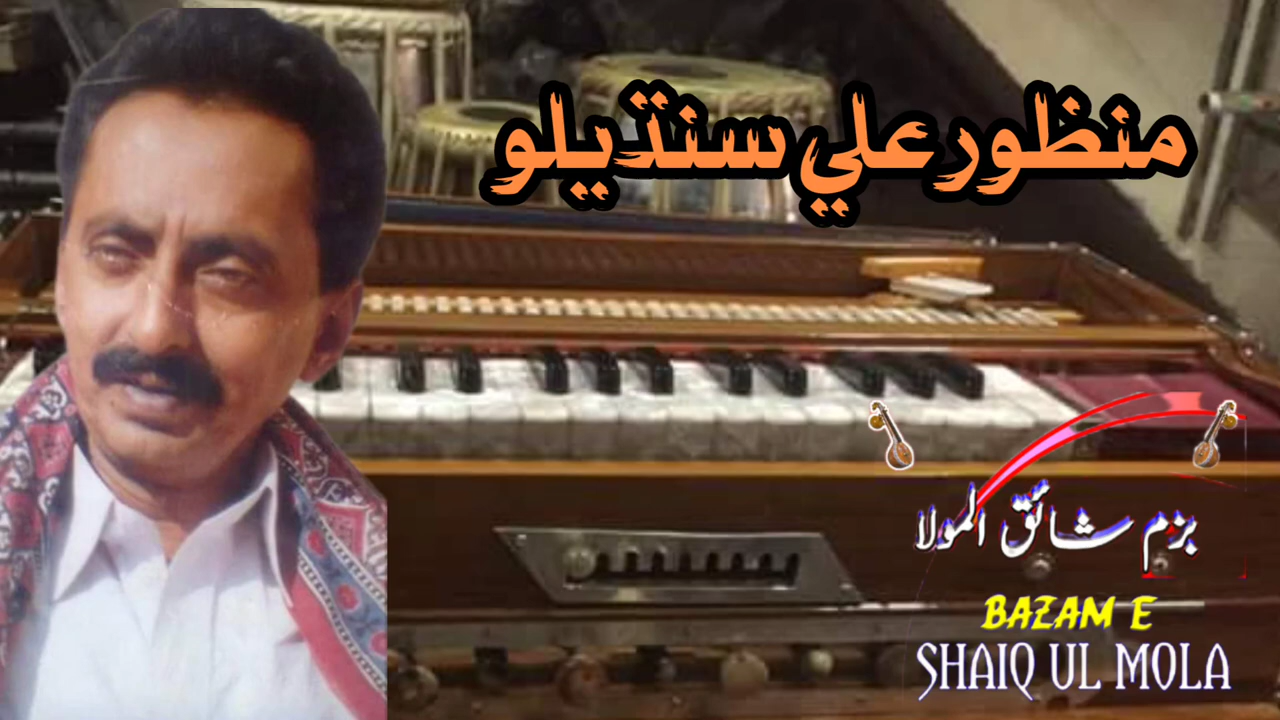 منظور علي سنڌيلو
بزم شائق المولا
BAZAM E
SHAIQ UL MOLA